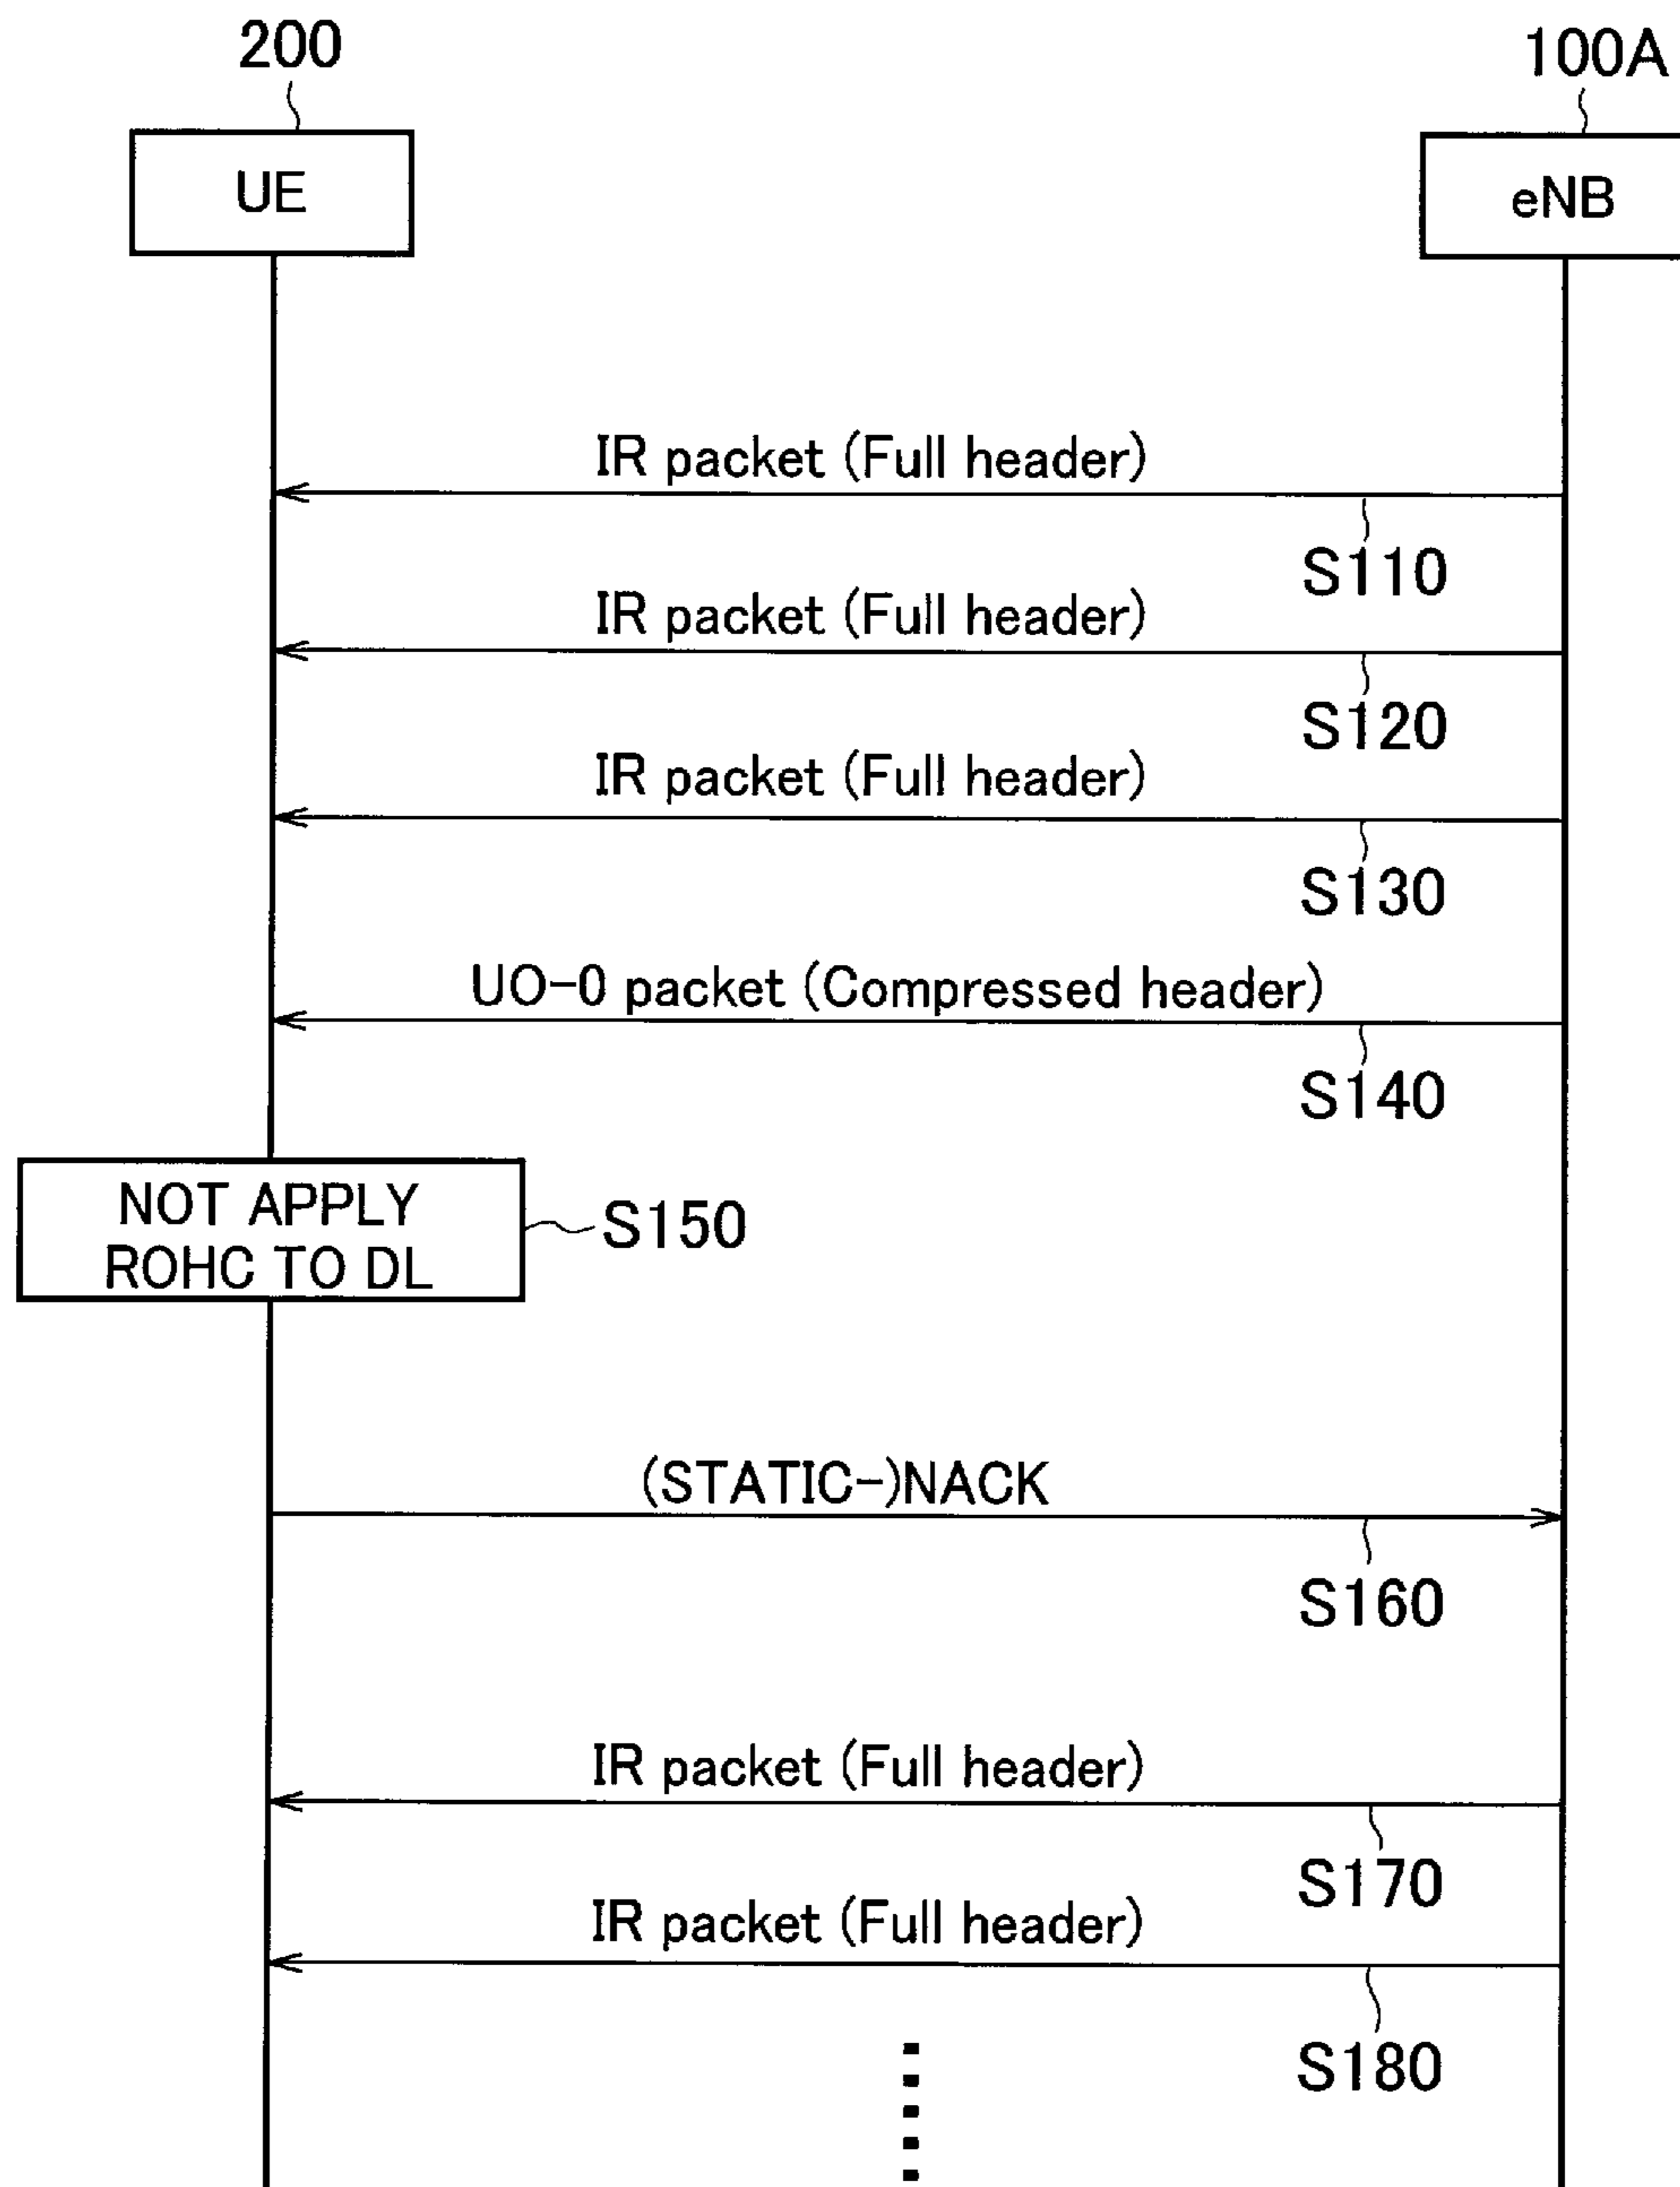 200
100A
UE
eNB
IR packet (Full header)
S110
IR packet (Full header)
S120
IR packet (Full header)
S130
UO-0 packet (Compressed header)
S140
NOT APPLY
ROHC TO DL
S150
(STATIC-)NACK
S160
IR packet (Full header)
S170
IR packet (Full header)
S180